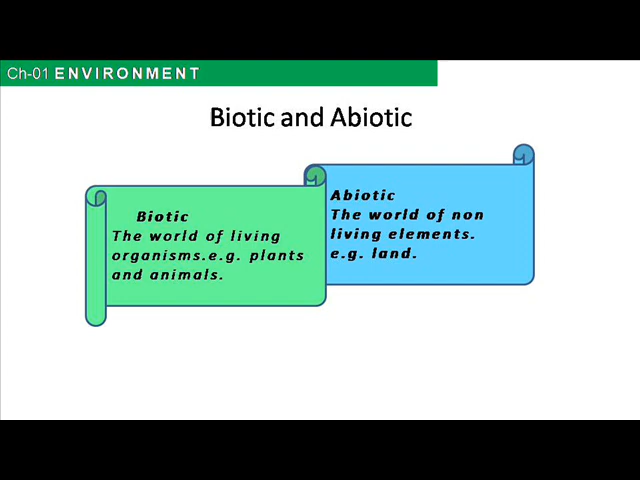 Ch-01 ENVIRONMENT
Biotic and Abiotic
Biotic
The world of living
organisms.e.g. plants
and animals.
Abiotic
The world of non
living elements.
e.g. land.